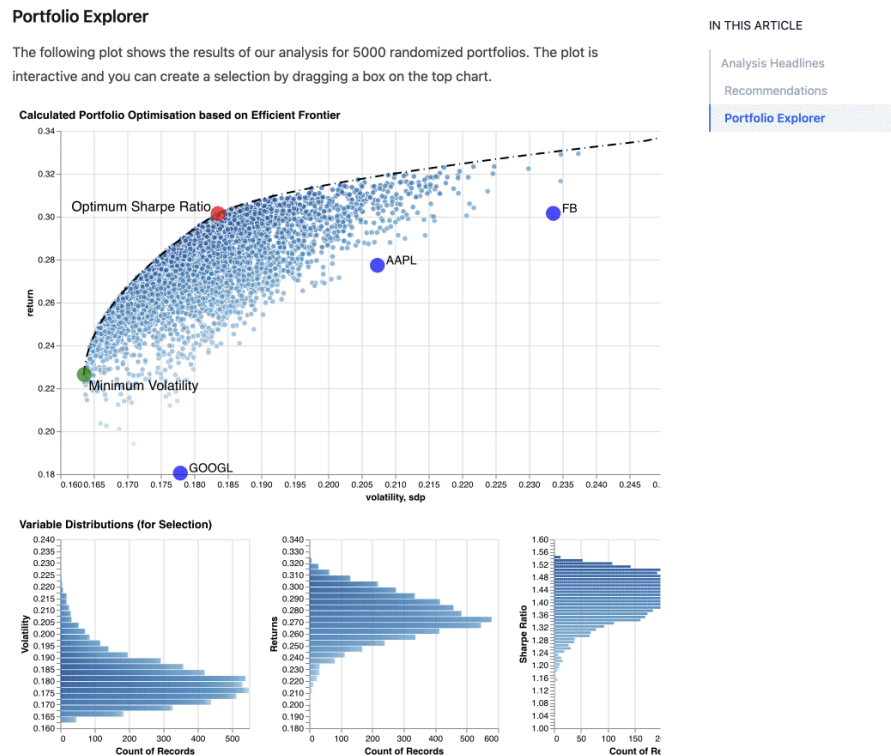 Portfolio Explorer
The following plot shows the results of our analysis for 5000 randomized portfolios. The plot is
interactive and you can create a selection by dragging a box on the top chart.
IN THIS ARTICLE
Analysis Headlines
Recommendations
Portfolio Explorer
Calculated Portfolio Optimisation based on Efficient Frontier
return
0.34
0.32
0.30
0.28
0.26
0.24
0.22
0.20
0.18
Optimum Sharpe Ratio
FB
AAPL
Minimum Volatility
GOOGL
0.160 0.165 0.170 0.175 0.180 0.185 0.190 0.195 0.200 0.205 0.210 0.215 0.220 0.225 0.230 0.235 0.240 0.245 0.
volatility, sdp
Variable Distributions (for Selection)
Volatility
0.240
0.235
0.230
0.225
0.220
0.215
0.210
0.205
0.200
0.195
0.190
0.185
0.180
0.175
0.170
0.165
0.160
0 100 200 300 400 500
Count of Records
Returns
0.340
0.330
0.320
0.310
0.300
0.290
0.280
0.270
0.260
0.250
0.240
0.230
0.220
0.210
0.200
0.190
0.180
0 100 200 300 400 500 600
Count of Records
Sharpe Ratio
1.60
1.56
1.52
1.48
1.44
1.40
1.36
1.32
1.28
1.24
1.20
1.16
1.12
1.08
1.04
1.00
0 50 100 150 2
Count of Re